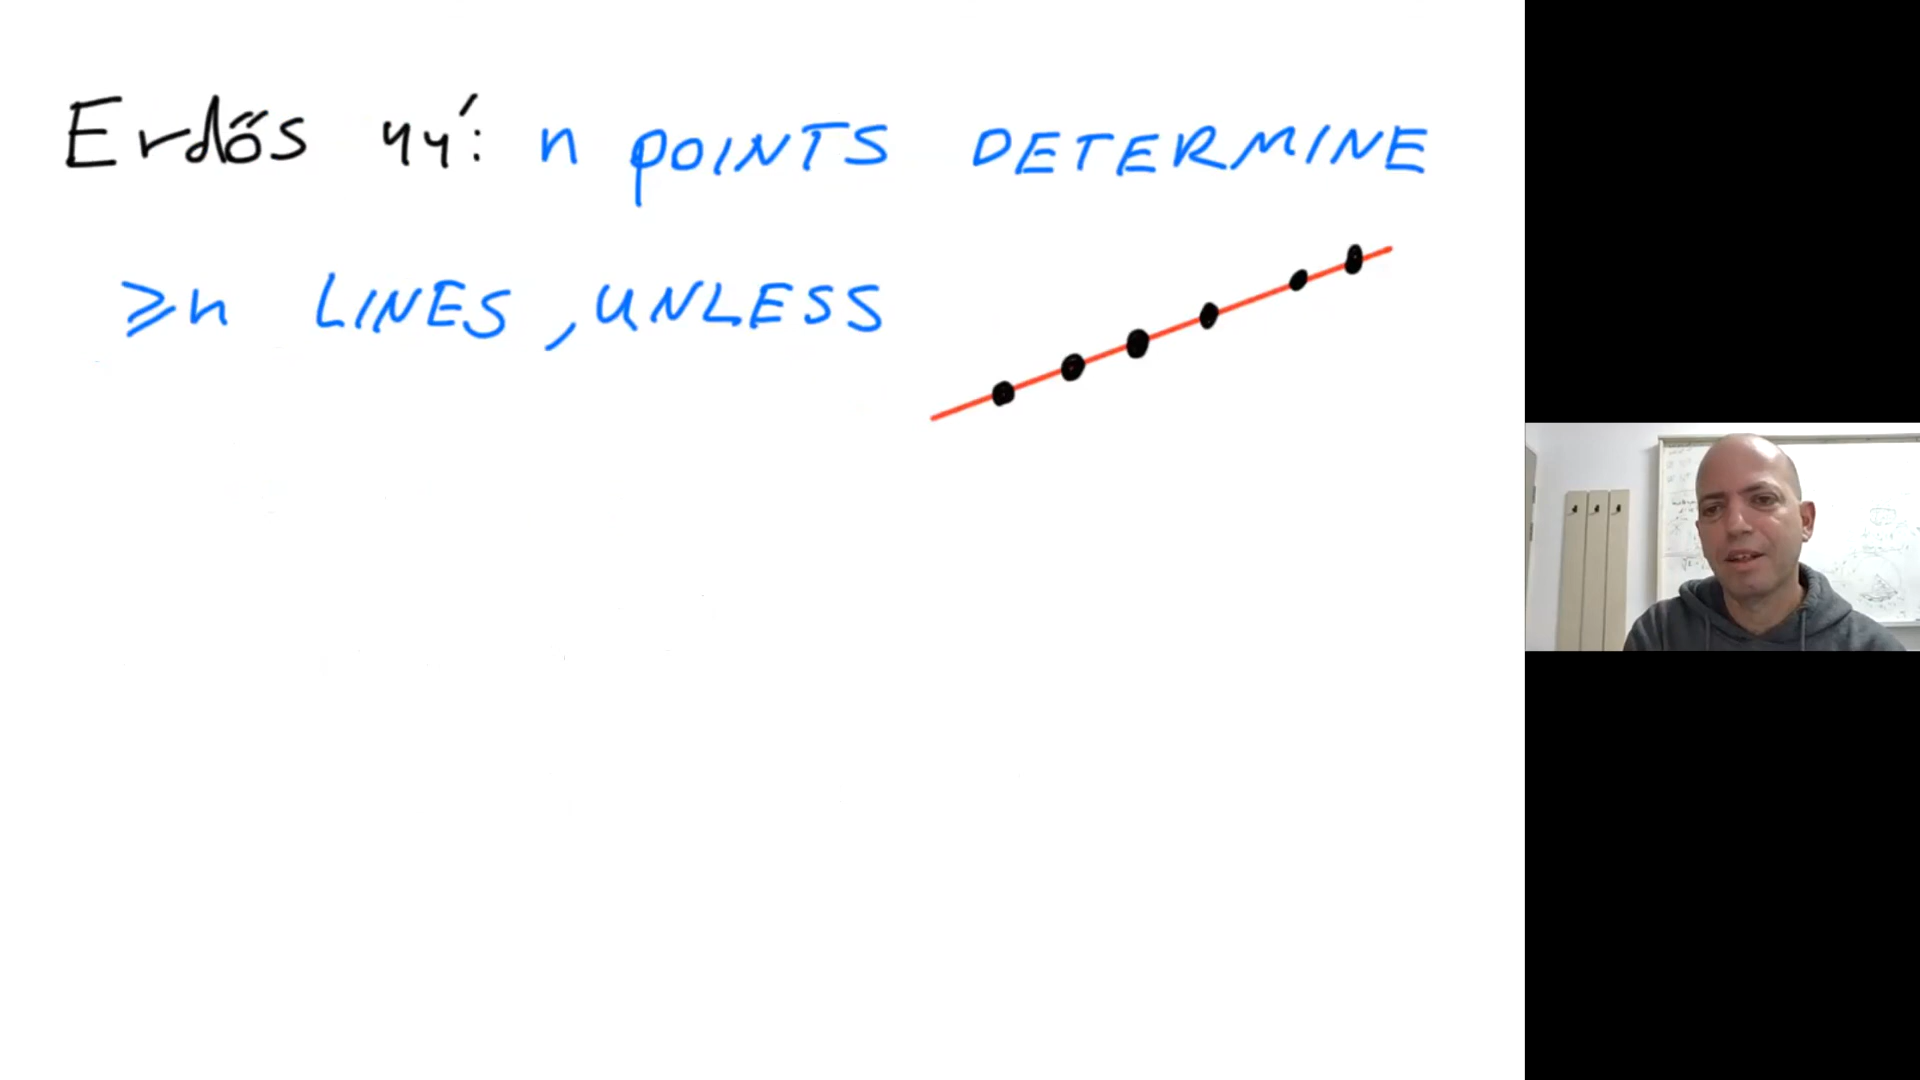 Erdős 44': n POINTS DETERMINE
≥n LINES, UNLESS